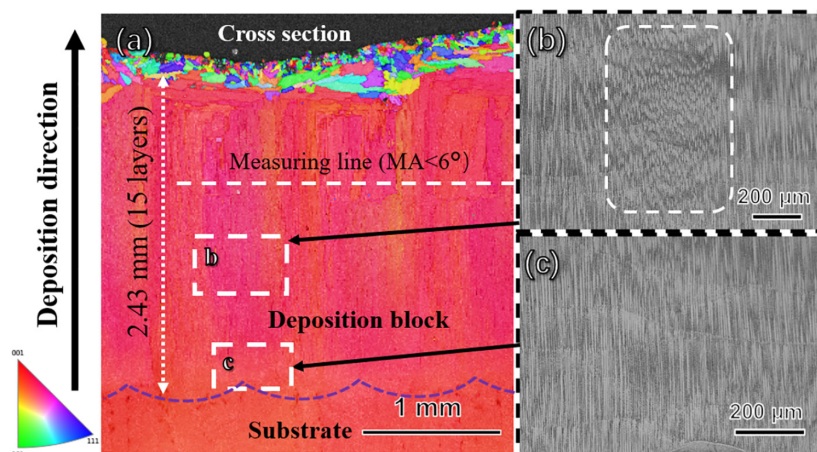 (a)
Cross section
Deposition direction
2.43 mm (15 layers)
Measuring line (MA<6°)
b
Deposition block
c
1 mm
Substrate
001
111
(b)
200 μm
(c)
200 μm